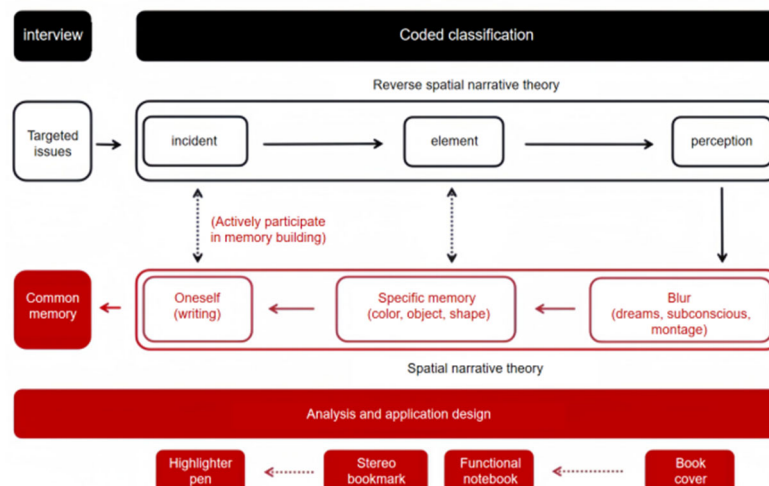 interview
Coded classification
Reverse spatial narrative theory
Targeted
issues
incident
element
perception
(Actively participate
in memory building)
Common
memory
Oneself
(writing)
Specific memory
(color, object, shape)
Blur
(dreams, subconscious,
montage)
Spatial narrative theory
Analysis and application design
Highlighter
pen
Stereo
bookmark
Functional
notebook
Book
cover